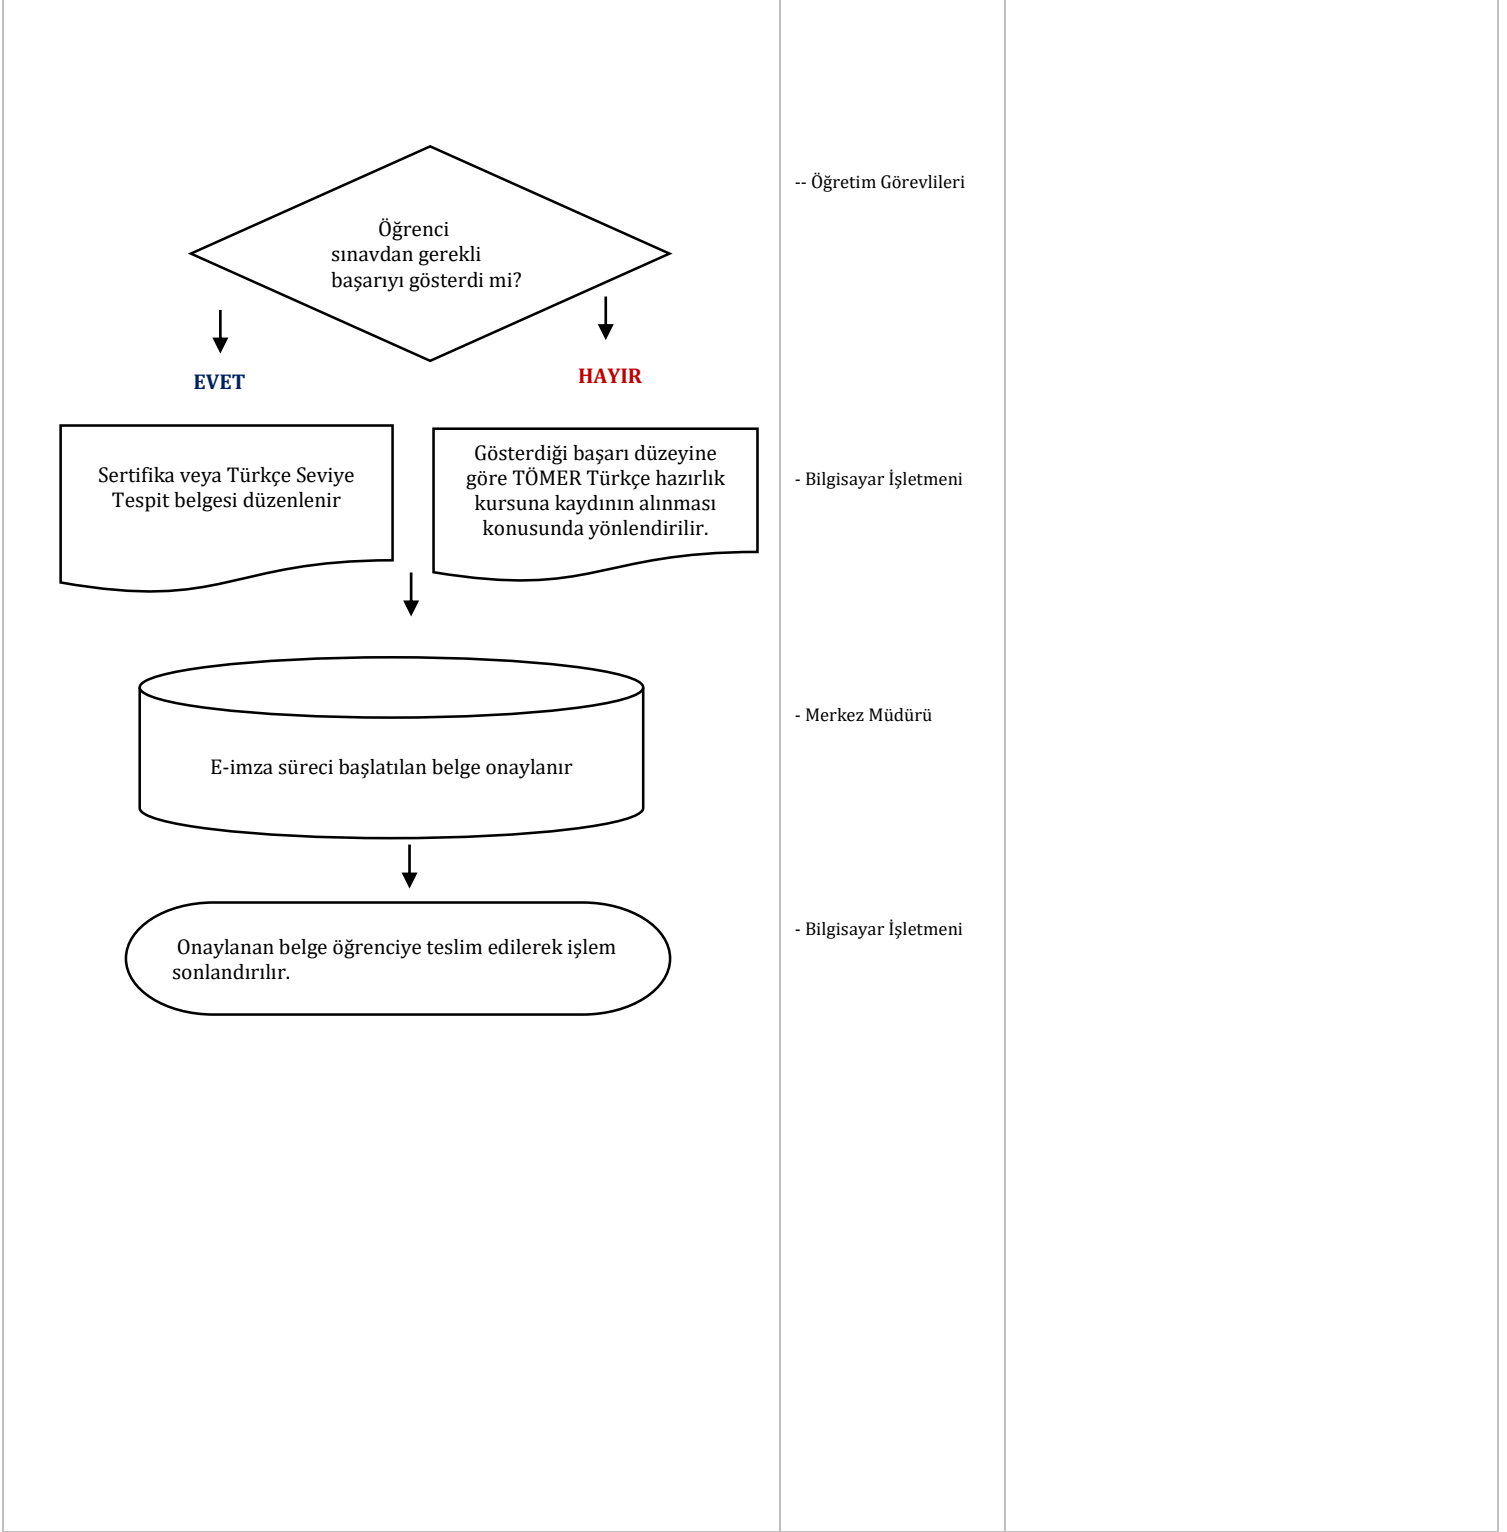 -- Öğretim Görevlileri
Öğrenci
sınavdan gerekli
başarıyı gösterdi mi?
EVET
HAYIR
Sertifika veya Türkçe Seviye
Tespit belgesi düzenlenir
Gösterdiği başarı düzeyine
göre TÖMER Türkçe hazırlık
kursuna kaydının alınması
konusunda yönlendirilir.
- Bilgisayar İşletmeni
- Merkez Müdürü
E-imza süreci başlatılan belge onaylanır
- Bilgisayar İşletmeni
Onaylanan belge öğrenciye teslim edilerek işlem
sonlandırılır.